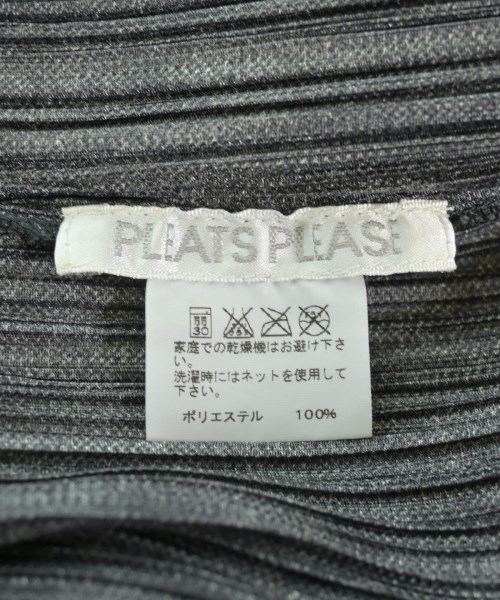 PLEATS PLEASE
30
家庭での乾燥機はお避け下さ
い。
洗濯時にはネットを使用して
下さい。
ポリエステル 100%